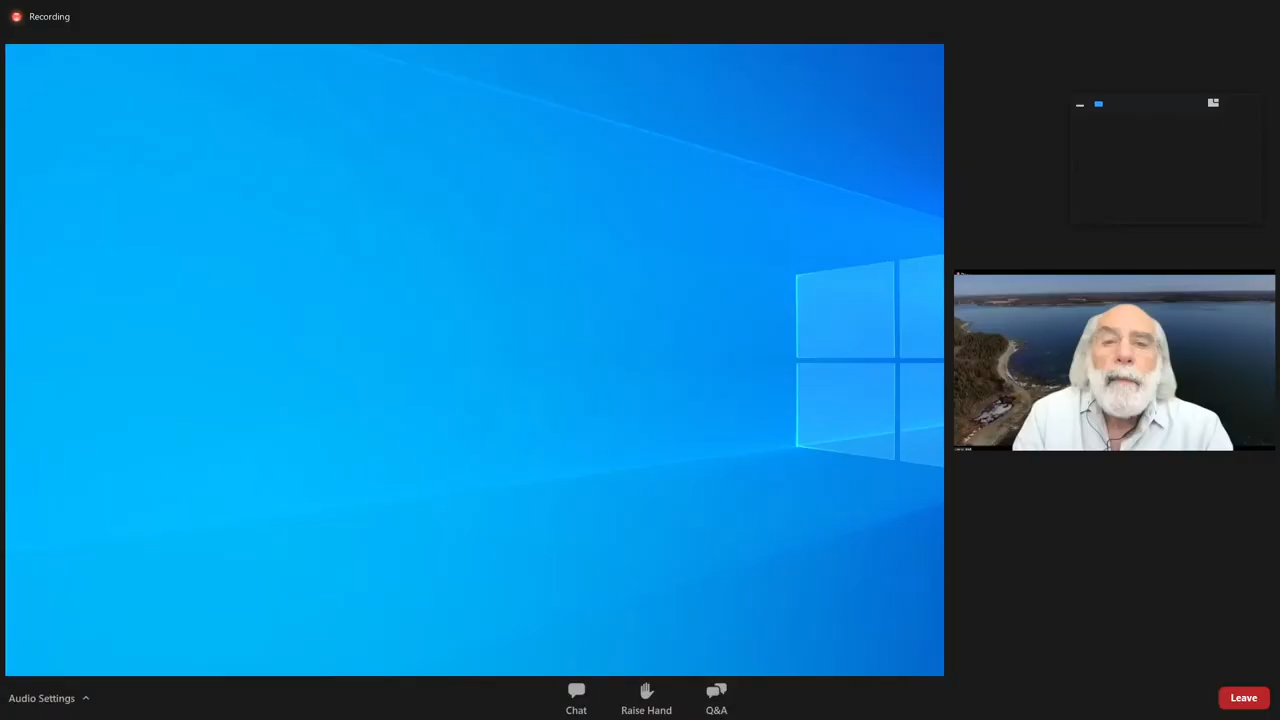 Recording
Audio Settings
Chat
Raise Hand
Q&A
Leave